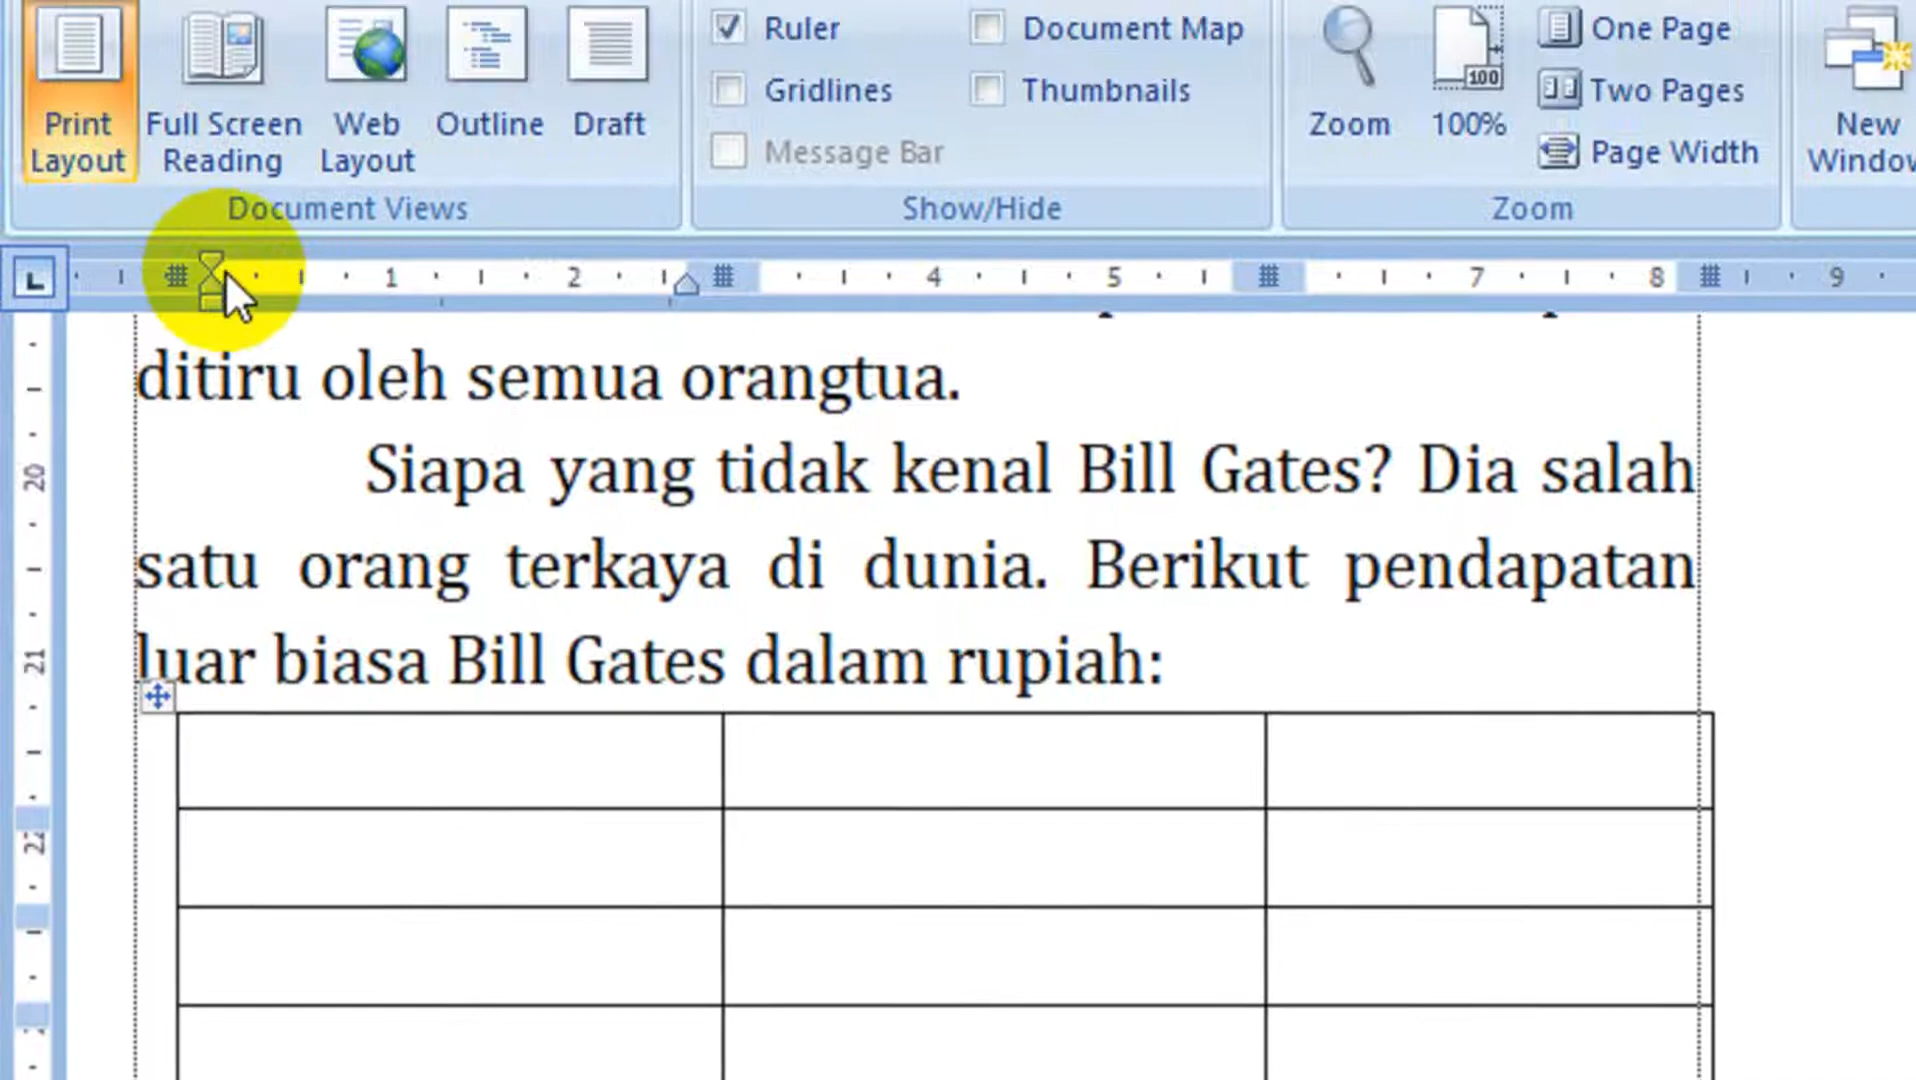 Print Layout
Full Screen Reading
Web Layout
Outline
Draft
Document Views
Ruler
Gridlines
Message Bar
Document Map
Thumbnails
Show/Hide
Zoom
100
100%
One Page
Two Pages
Page Width
Zoom
New
Window
1 2 4 5 7 8 9
ditiru oleh semua orangtua.
Siapa yang tidak kenal Bill Gates? Dia salah
satu orang terkaya di dunia. Berikut pendapatan
luar biasa Bill Gates dalam rupiah:
20
21
22